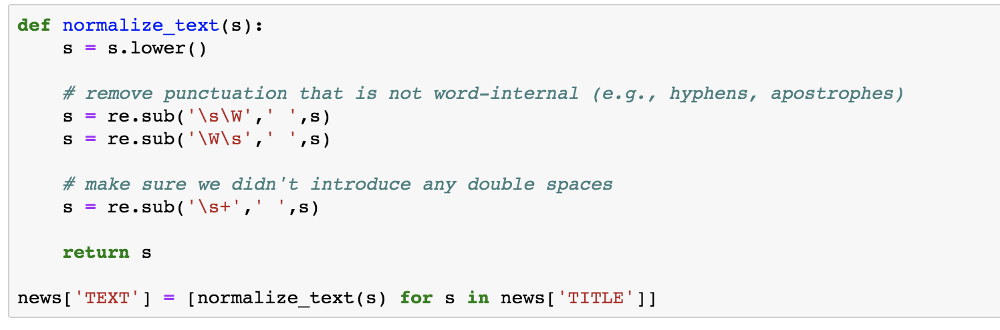 def normalize_text(s):
    s = s.lower()
    # remove punctuation that is not word-internal (e.g., hyphens, apostrophes)
    s = re.sub('\s\W',' ',s)
    s = re.sub('\W\s',' ',s)
    # make sure we didn't introduce any double spaces
    s = re.sub('\s+',' ',s)
    return s
news['TEXT'] = [normalize_text(s) for s in news['TITLE']]